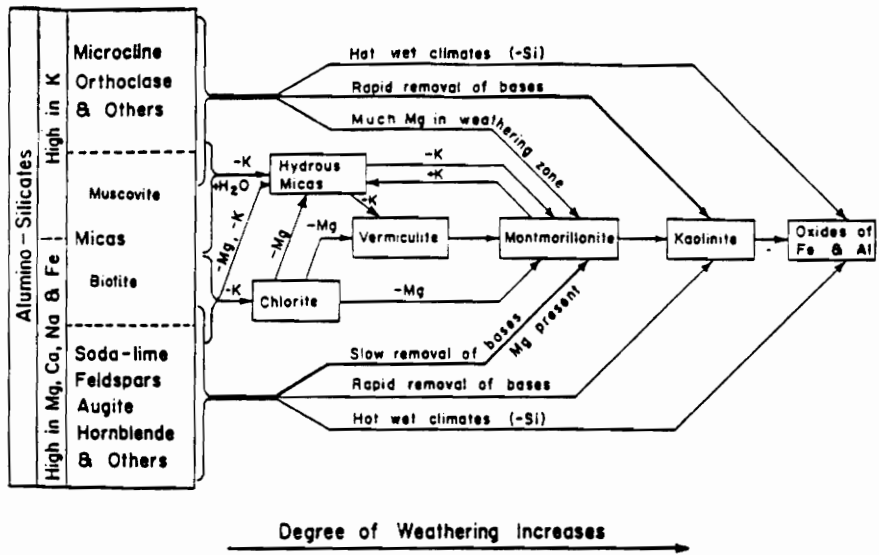 Alumino-Silicates
High in K
High in Mg, Ca, Na & Fe
Microcline
Orthoclase
& Others
Muscovite
Micas
Biotite
Soda-lime
Feldspars
Augite
Hornblende
& Others
Hot wet climates (-Si)
Rapid removal of bases
Much Mg in weathering zone
-K
+H₂O
-Mg, -K
-K
Hydrous
Micas
-K
+K
-K
-Mg
-Mg
Chlorite
-Mg
Vermiculite
Montmorillonite
Kaolinite
Oxides of
Fe & Al
Slow removal of bases
Mg present
Rapid removal of bases
Hot wet climates (-Si)
Degree of Weathering Increases